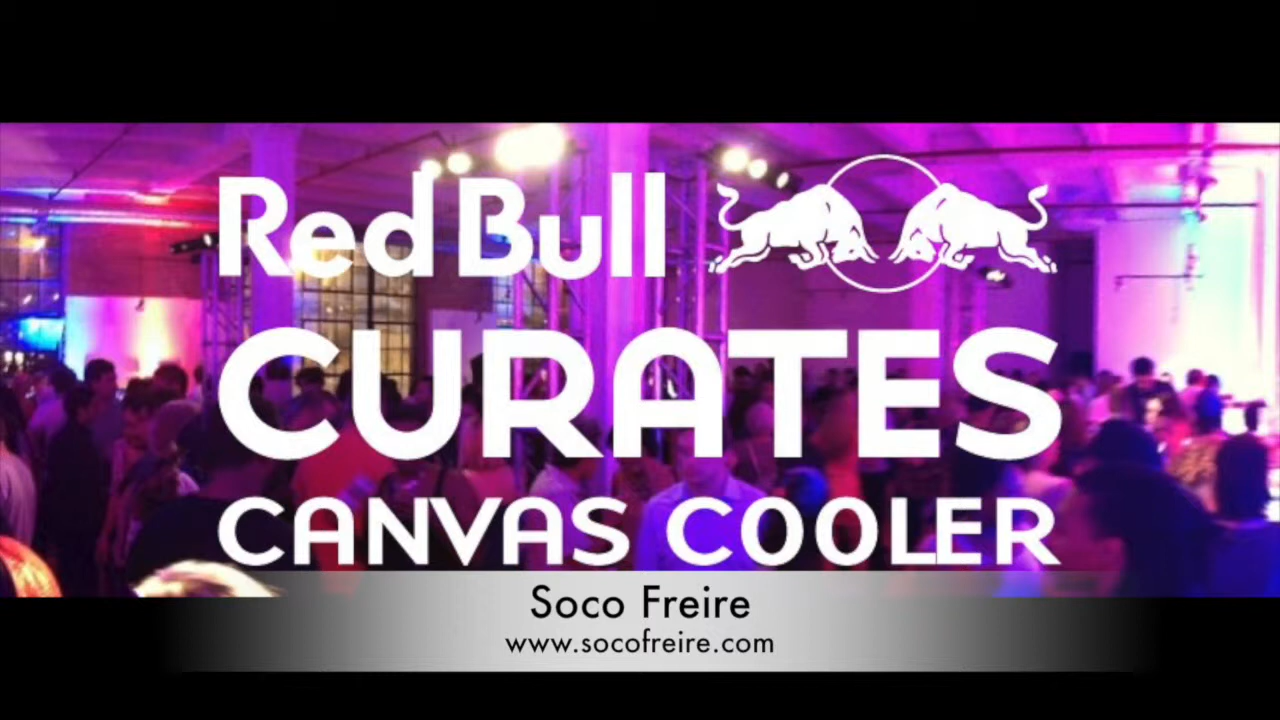 Red Bull
CURATES
CANVAS COOLER
Soco Freire
www.socofreire.com